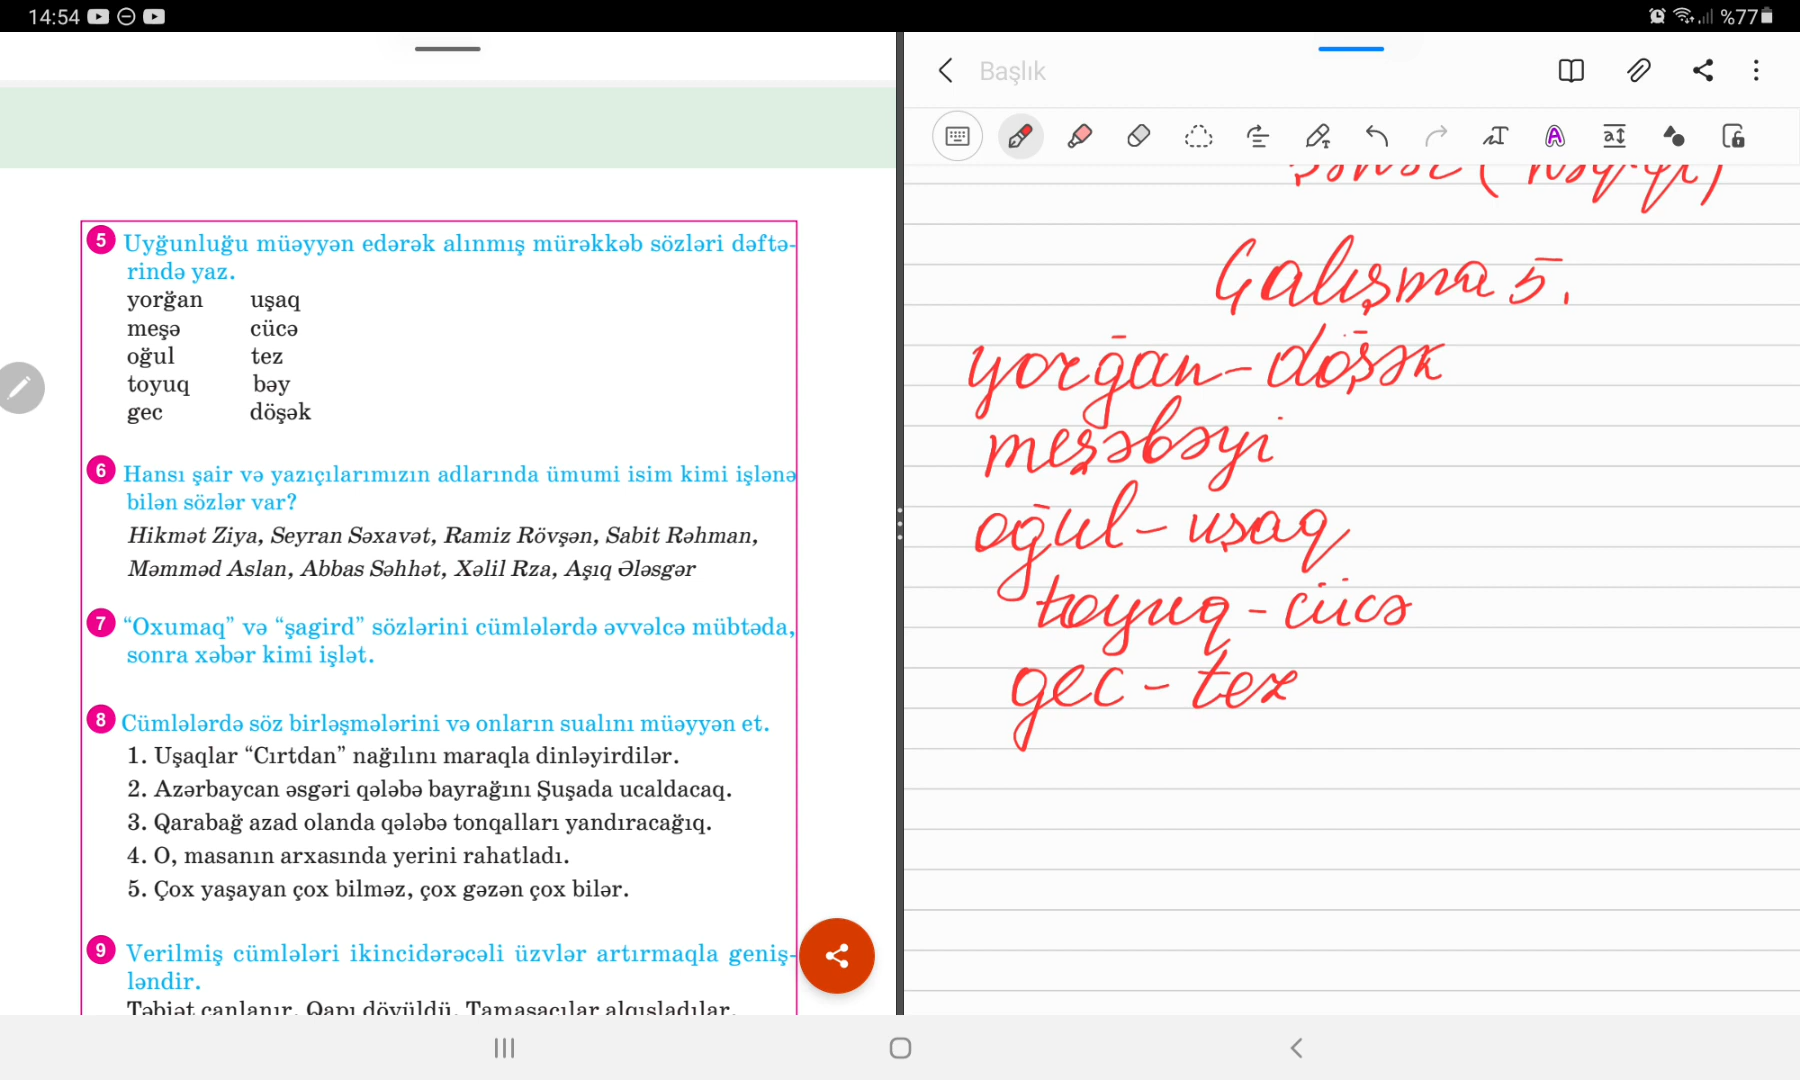 14:54
%77
5 Uyğunluğu müəyyən edərək alınmış mürəkkəb sözləri dəftə-
rində yaz.
yorğan uşaq
meşə cücə
oğul tez
toyuq bəy
gec döşək
6 Hansı şair və yazıçılarımızın adlarında ümumi isim kimi işlənə
bilən sözlər var?
Hikmət Ziya, Seyran Səxavət, Ramiz Rövşən, Sabit Rəhman,
Məmməd Aslan, Abbas Səhhət, Xəlil Rza, Aşıq Ələsgər
7 “Oxumaq” və “şagird” sözlərini cümlələrdə əvvəlcə mübtəda,
sonra xəbər kimi işlət.
8 Cümlələrdə söz birləşmələrini və onların sualını müəyyən et.
1. Uşaqlar “Cırtdan” nağılını maraqla dinləyirdilər.
2. Azərbaycan əsgəri qələbə bayrağını Şuşada ucaldacaq.
3. Qarabağ azad olanda qələbə tonqalları yandıracağıq.
4. O, masanın arxasında yerini rahatladı.
5. Çox yaşayan çox bilməz, çox gəzən çox bilər.
9 Verilmiş cümlələri ikincidərəcəli üzvlər artırmaqla geniş-
ləndir.
Təbiət canlanır. Qapı döyüldü. Tamaşaçılar alqışladılar.
Başlık
Çalışma 5.
yorğan-döşək
meşəbəyi
oğul-uşaq
toyuq-cücə
gec-tez